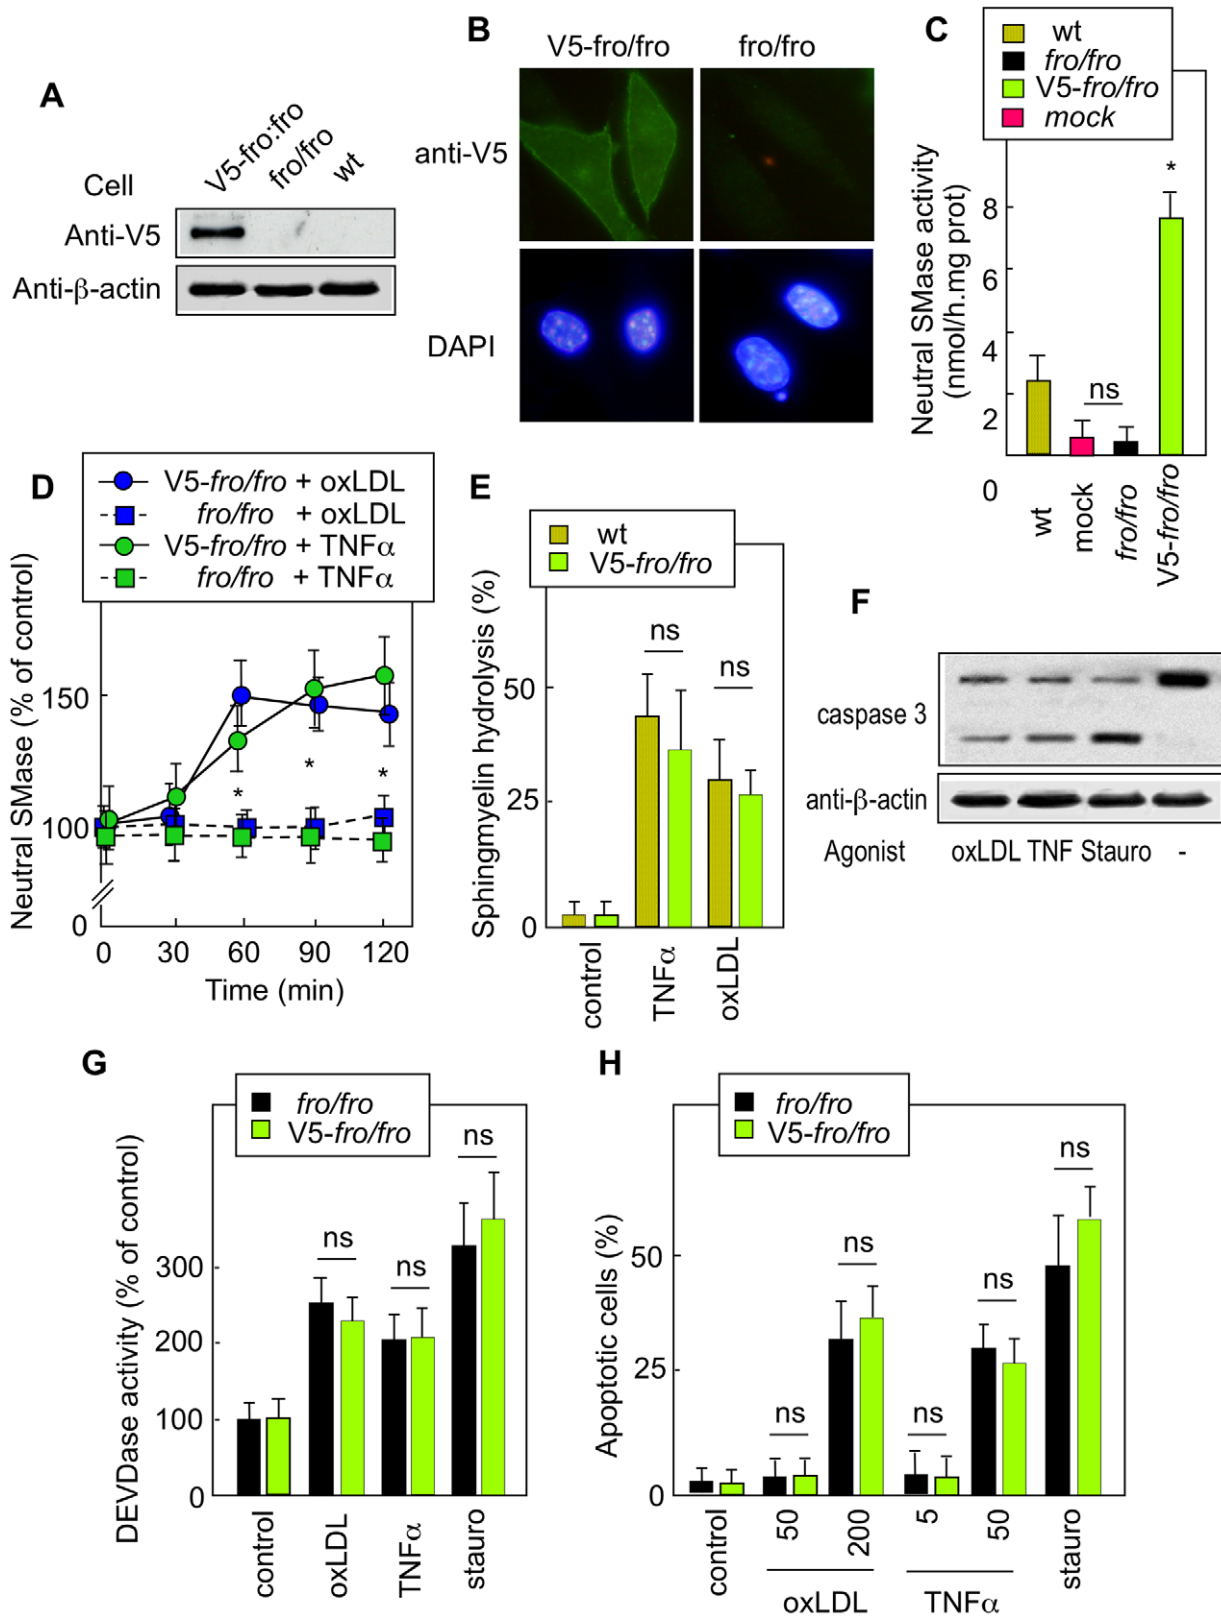 A
Cell
V5-fro:fro
fro/fro
wt
Anti-V5
Anti-β-actin
B
V5-fro/fro
fro/fro
anti-V5
DAPI
C
wt
fro/fro
V5-fro/fro
mock
*
ns
Neutral SMase activity
(nmol/h.mg prot)
8
4
2
0
wt
mock
fro/fro
V5-fro/fro
D
V5-fro/fro + oxLDL
fro/fro + oxLDL
V5-fro/fro + TNFα
fro/fro + TNFα
Neutral SMase (% of control)
150
100
0
*
*
*
0 30 60 90 120
Time (min)
E
wt
V5-fro/fro
Sphingmyelin hydrolysis (%)
50
25
0
ns
ns
control
TNFα
oxLDL
F
caspase 3
anti-β-actin
Agonist oxLDL TNF Stauro -
G
fro/fro
V5-fro/fro
DEVDase activity (% of control)
300
200
100
0
ns
ns
ns
control
oxLDL
TNFα
stauro
H
fro/fro
V5-fro/fro
Apoptotic cells (%)
50
25
0
ns
ns
ns
ns
ns
control
50
200
5
50
stauro
oxLDL
TNFα